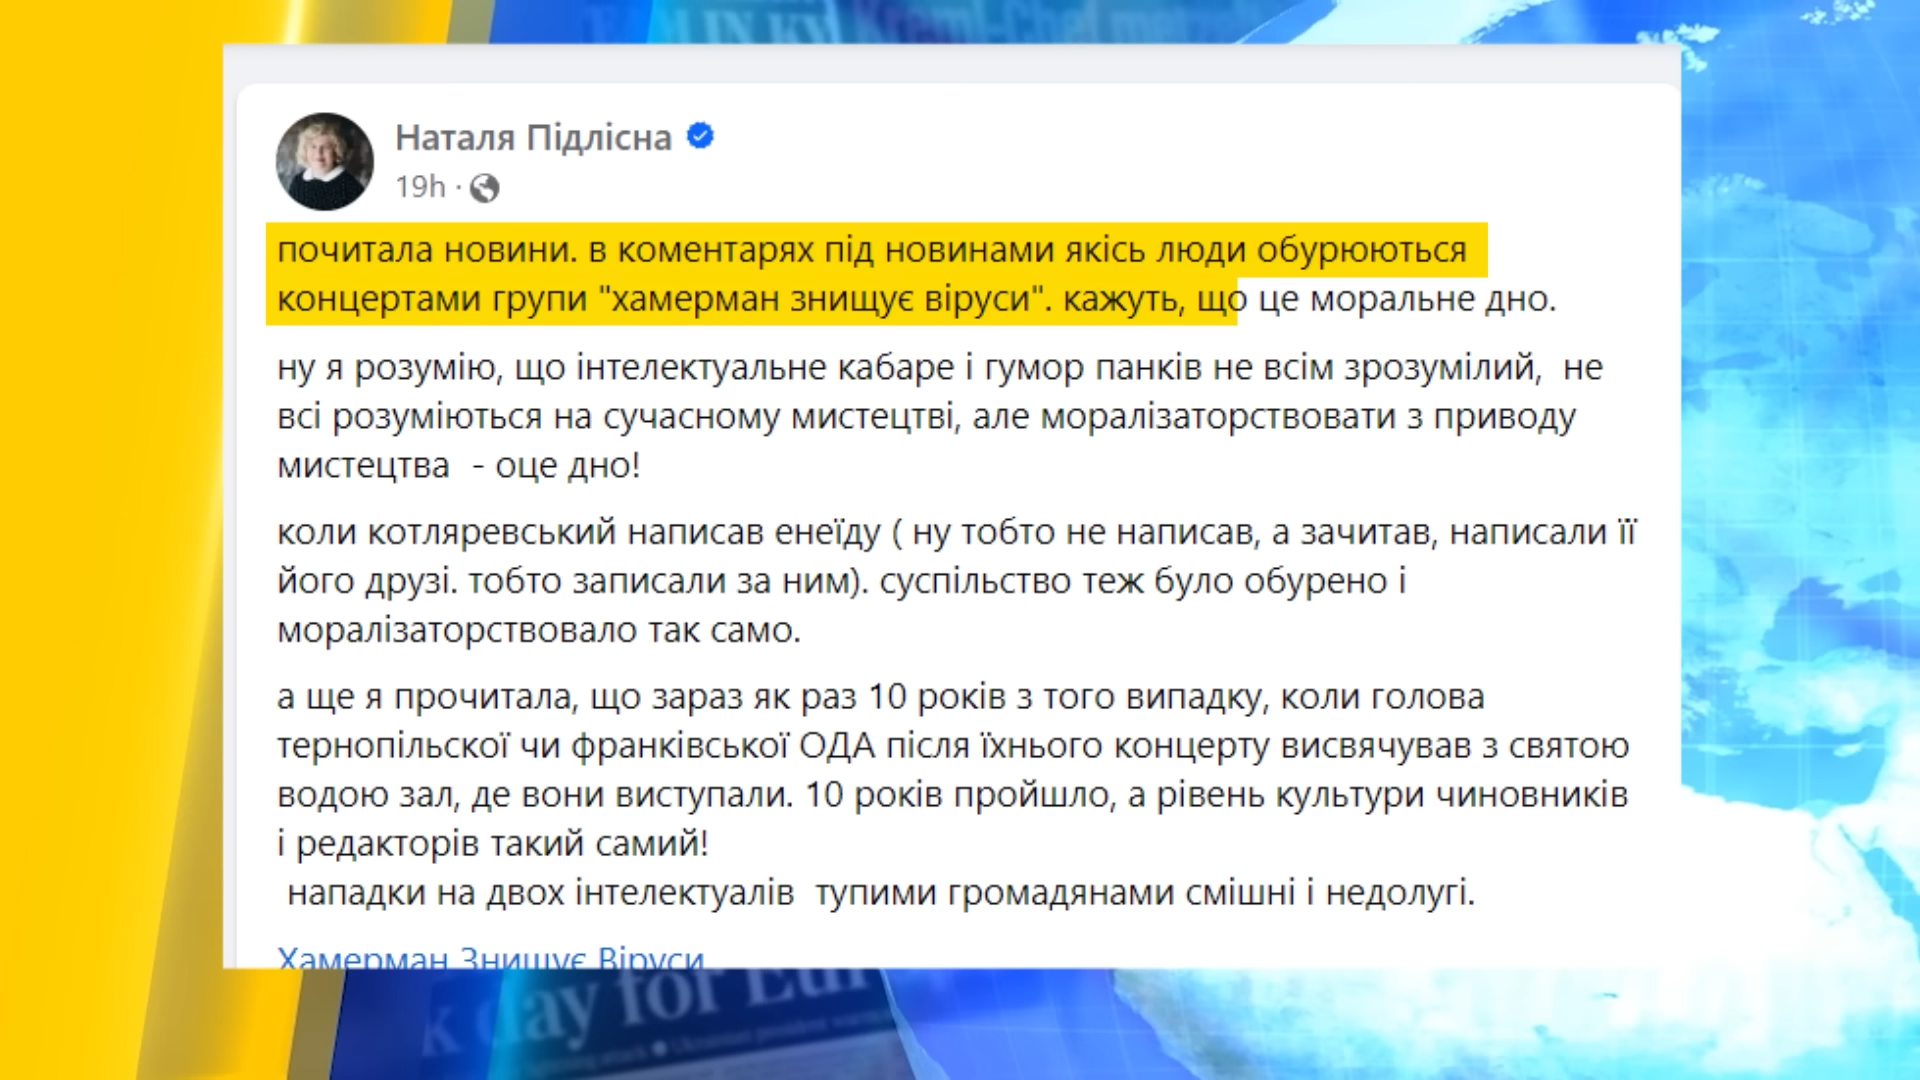 Kreml-Chef
Наталя Підлісна
19h ·
почитала новини. в коментарях під новинами якісь люди обурюються
концертами групи "хамерман знищує віруси". кажуть, що це моральне дно.
ну я розумію, що інтелектуальне кабаре і гумор панків не всім зрозумілий, не
всі розуміються на сучасному мистецтві, але моралізаторствовати з приводу
мистецтва - оце дно!
коли котляревський написав енеїду ( ну тобто не написав, а зачитав, написали її
його друзі. тобто записали за ним). суспільство теж було обурено і
моралізаторствовало так само.
а ще я прочитала, що зараз як раз 10 років з того випадку, коли голова
тернопільскої чи франківської ОДА після їхнього концерту висвячував з святою
водою зал, де вони виступали. 10 років пройшло, а рівень культури чиновників
і редакторів такий самий!
нападки на двох інтелектуалів тупими громадянами смішні і недолугі.
Хамерман Знищує Віруси
day for